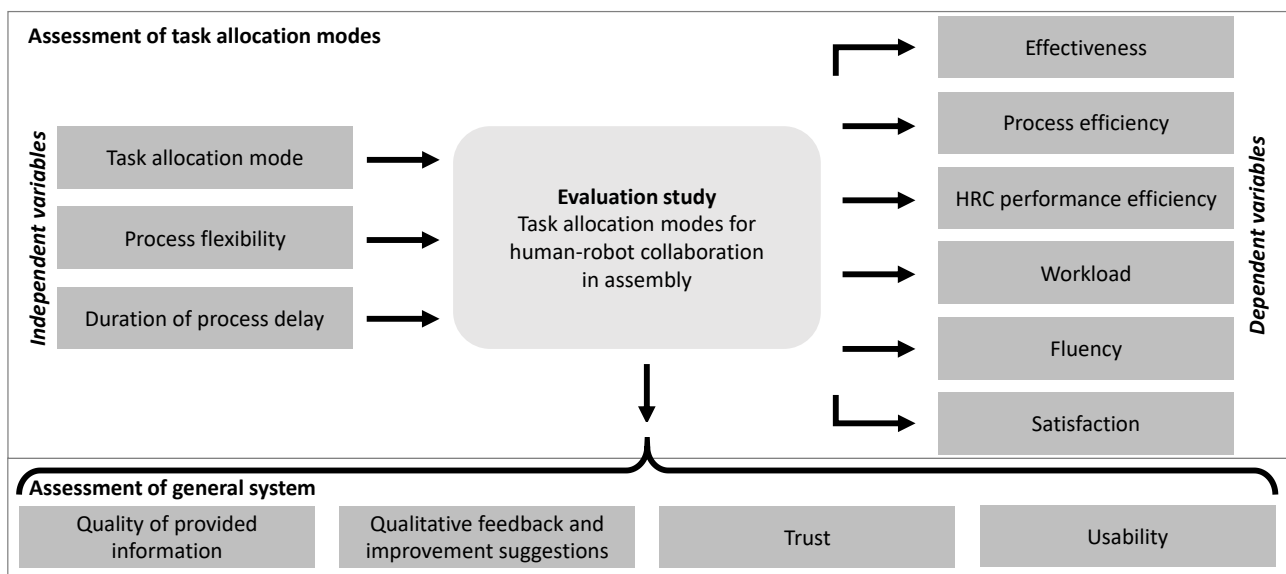 Assessment of task allocation modes
Independent variables
Task allocation mode
Process flexibility
Duration of process delay
Evaluation study
Task allocation modes for
human-robot collaboration
in assembly
Effectiveness
Process efficiency
HRC performance efficiency
Workload
Fluency
Satisfaction
Dependent variables
Assessment of general system
Quality of provided
information
Qualitative feedback and
improvement suggestions
Trust
Usability